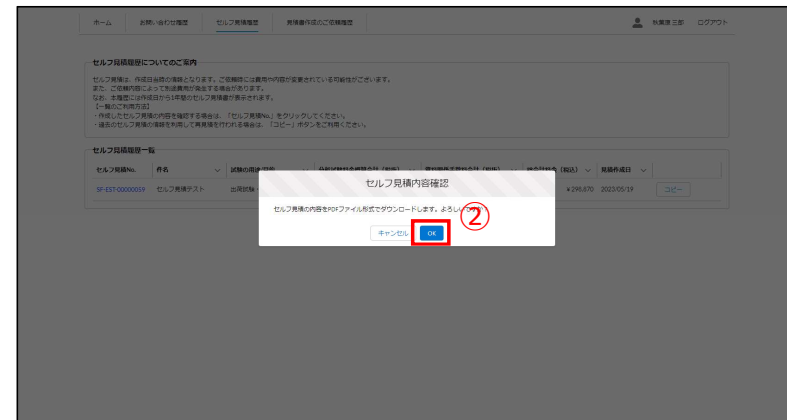 ホーム
お問い合わせ履歴
セルフ見積履歴
見積書作成のご依頼履歴
秋葉原 三郎
ログアウト
セルフ見積履歴についてのご案内
セルフ見積は、作成日当時の情報となります。ご依頼時には費用や内容が変更されている可能性がございます。
また、ご依頼内容によって別途費用が発生する場合があります。
なお、本履歴には作成日から1年間のセルフ見積書が表示されます。
【一覧のご利用方法】
・作成したセルフ見積の内容を確認する場合は、「セルフ見積No.」をクリックしてください。
・過去のセルフ見積の情報を利用して再見積を行われる場合は、「コピー」ボタンをご利用ください。
セルフ見積履歴一覧
セルフ見積No.
件名
試験の用途/目的
(税込)
見積作成日
SF-EST-00000059
セルフ見積テスト
出荷試験
¥290,870
2023/05/19
コピー
セルフ見積内容確認
セルフ見積の内容をPDFファイル形式でダウンロードします。よろしいですか
②
キャンセル
OK